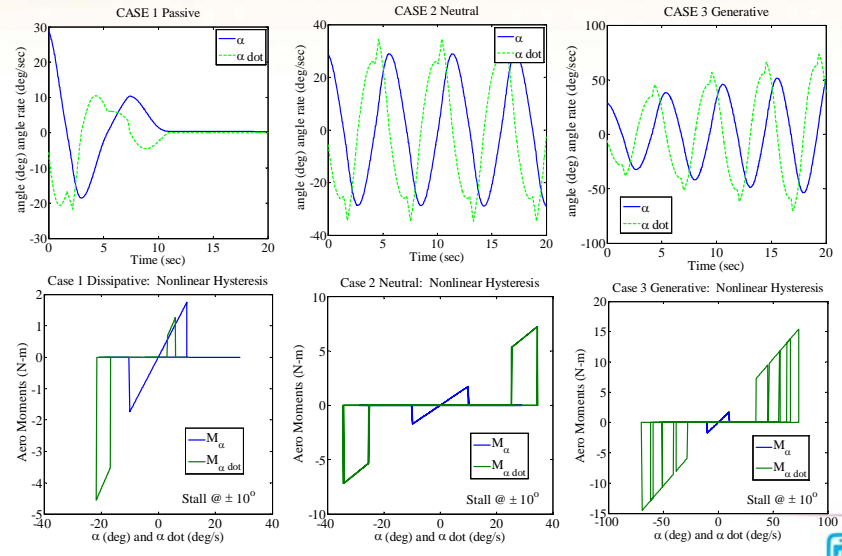 CASE 1 Passive
angle (deg) angle rate (deg/sec)
30
20
10
0
-10
-20
-30
0
5
10
15
20
Time (sec)
α
α dot
CASE 2 Neutral
angle (deg) angle rate (deg/sec)
40
20
0
-20
-40
0
5
10
15
20
Time (sec)
α
α dot
CASE 3 Generative
angle (deg) angle rate (deg/sec)
100
50
0
-50
-100
0
5
10
15
20
Time (sec)
α
α dot
Case 1 Dissipative: Nonlinear Hysteresis
Aero Moments (N-m)
2
1
0
-1
-2
-3
-4
-5
-40
-20
0
20
40
α (deg) and α dot (deg/s)
Mα
Mα dot
Stall @ ± 10°
Case 2 Neutral: Nonlinear Hysteresis
Aero Moments (N-m)
10
5
0
-5
-10
-40
-20
0
20
40
α (deg) and α dot (deg/s)
Mα
Mα dot
Stall @ ± 10°
Case 3 Generative: Nonlinear Hysteresis
Aero Moments (N-m)
20
15
10
5
0
-5
-10
-15
-100
-50
0
50
100
α (deg) and α dot (deg/s)
Mα
Mα dot
Stall @ ± 10°